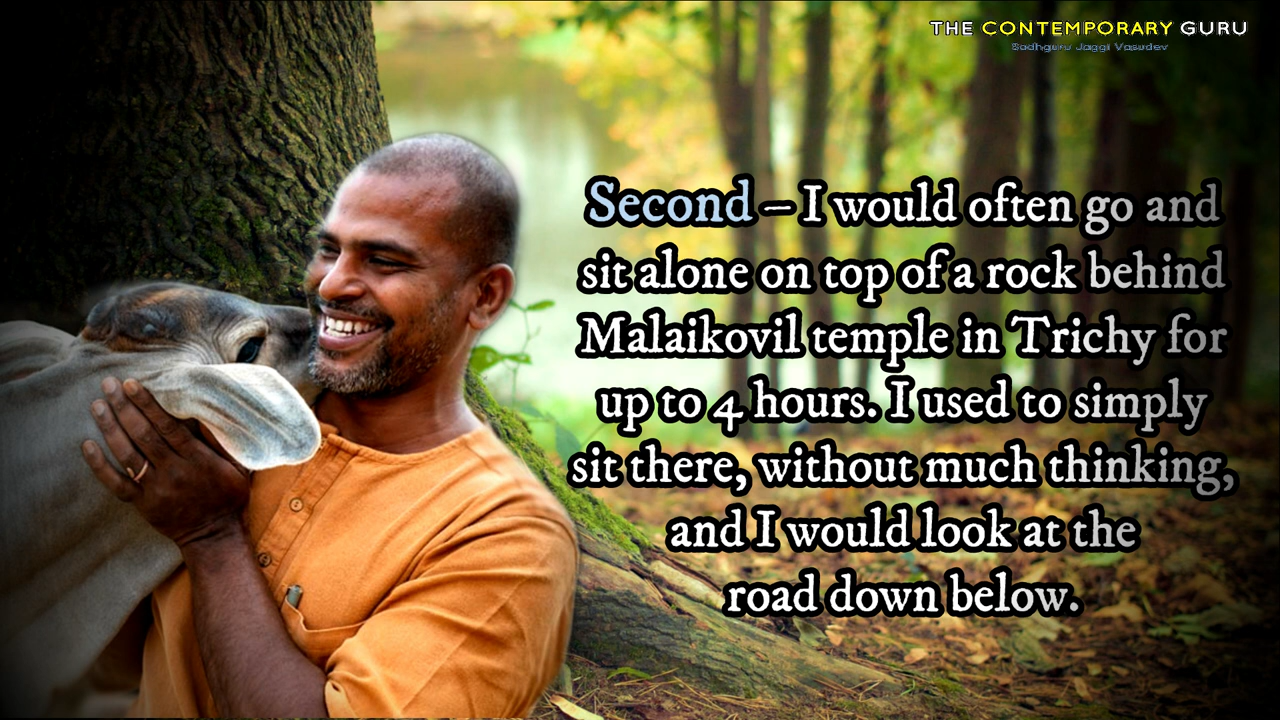 THE CONTEMPORARY GURU
Sadhguru Jaggi Vasudev
Second – I would often go and
sit alone on top of a rock behind
Malaikovil temple in Trichy for
up to 4 hours. I used to simply
sit there, without much thinking,
and I would look at the
road down below.